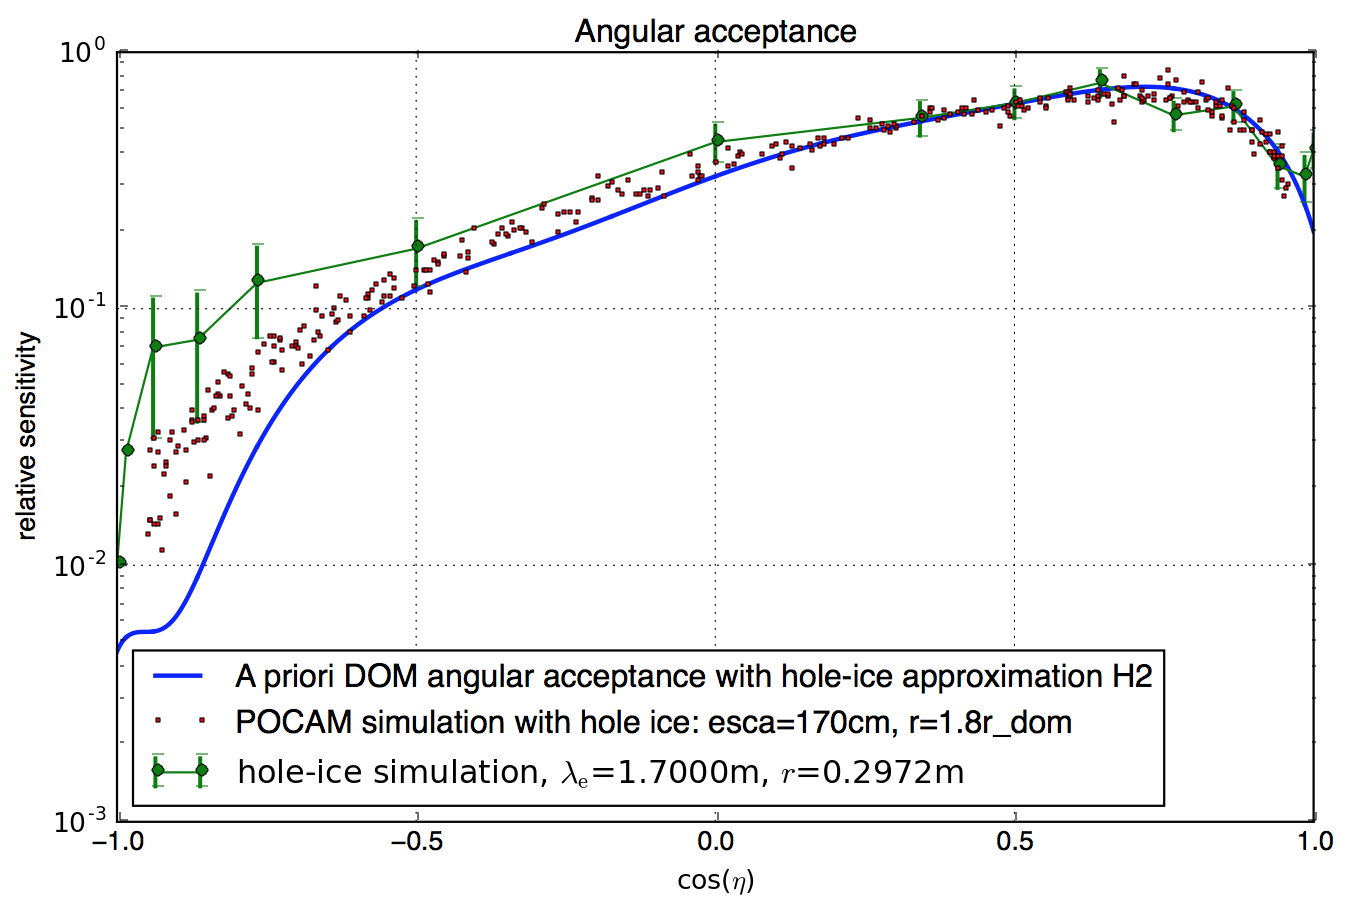 Angular acceptance
10^0
10^-1
10^-2
10^-3
relative sensitivity
A priori DOM angular acceptance with hole-ice approximation H2
POCAM simulation with hole ice: esca=170cm, r=1.8r_dom
hole-ice simulation, λ_e=1.7000m, r=0.2972m
−1.0 −0.5 0.0 0.5 1.0
cos(η)